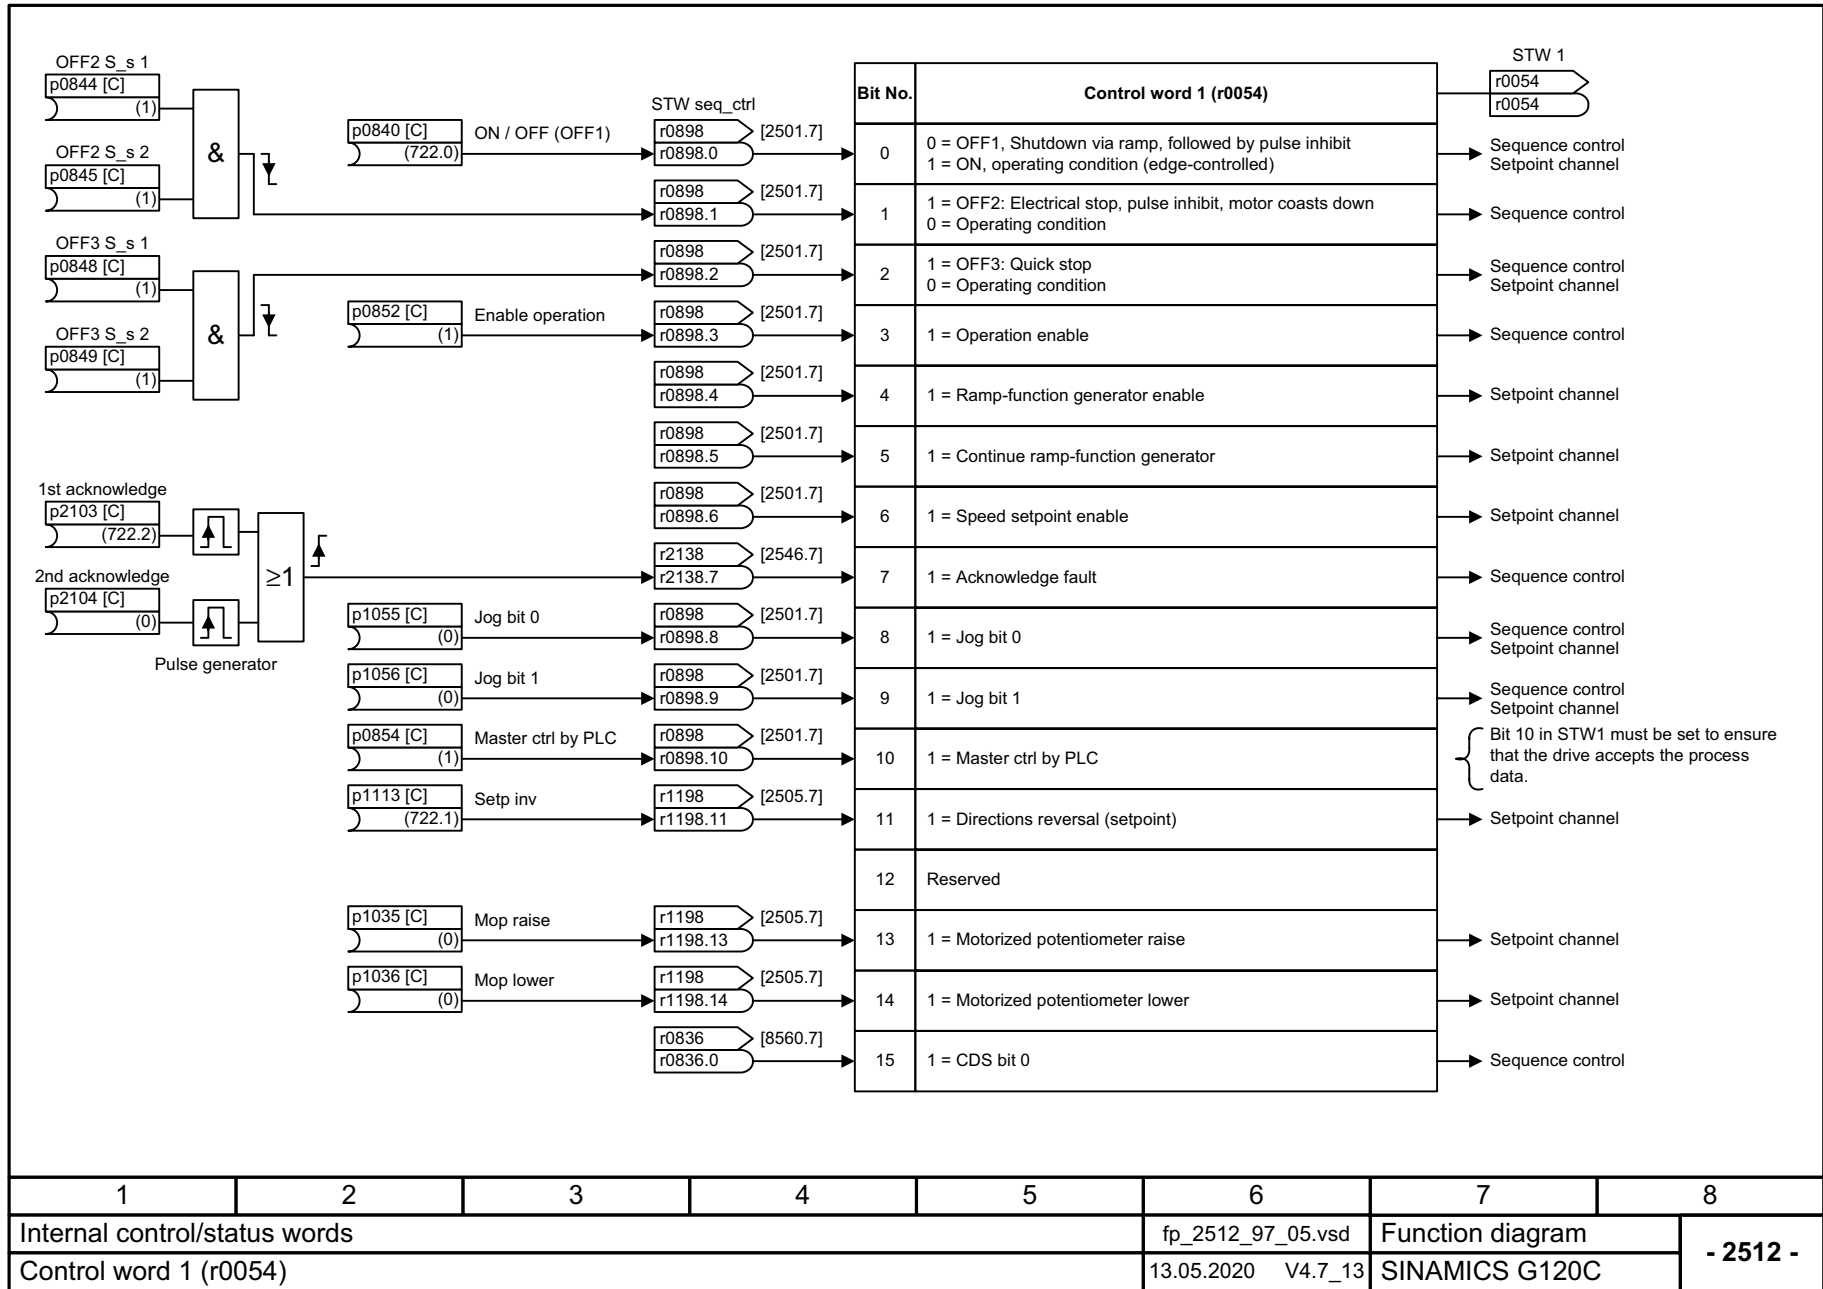 OFF2 S_s 1
p0844 [C]
(1)
OFF2 S_s 2
p0845 [C]
(1)
&
OFF3 S_s 1
p0848 [C]
(1)
OFF3 S_s 2
p0849 [C]
(1)
&
1st acknowledge
p2103 [C]
(722.2)
2nd acknowledge
p2104 [C]
(0)
Pulse generator
≥1
STW seq_ctrl
Bit No.
Control word 1 (r0054)
STW 1
r0054
r0054
p0840 [C]
(722.0)
ON / OFF (OFF1)
r0898 [2501.7]
r0898.0
0
0 = OFF1, Shutdown via ramp, followed by pulse inhibit
1 = ON, operating condition (edge-controlled)
Sequence control
Setpoint channel
r0898 [2501.7]
r0898.1
1
1 = OFF2: Electrical stop, pulse inhibit, motor coasts down
0 = Operating condition
Sequence control
r0898 [2501.7]
r0898.2
2
1 = OFF3: Quick stop
0 = Operating condition
Sequence control
Setpoint channel
p0852 [C]
(1)
Enable operation
r0898 [2501.7]
r0898.3
3
1 = Operation enable
Sequence control
r0898 [2501.7]
r0898.4
4
1 = Ramp-function generator enable
Setpoint channel
r0898 [2501.7]
r0898.5
5
1 = Continue ramp-function generator
Setpoint channel
r0898 [2501.7]
r0898.6
6
1 = Speed setpoint enable
Setpoint channel
r2138 [2546.7]
r2138.7
7
1 = Acknowledge fault
Sequence control
p1055 [C]
(0)
Jog bit 0
r0898 [2501.7]
r0898.8
8
1 = Jog bit 0
Sequence control
Setpoint channel
p1056 [C]
(0)
Jog bit 1
r0898 [2501.7]
r0898.9
9
1 = Jog bit 1
Sequence control
Setpoint channel
p0854 [C]
(1)
Master ctrl by PLC
r0898 [2501.7]
r0898.10
10
1 = Master ctrl by PLC
Bit 10 in STW1 must be set to ensure
that the drive accepts the process
data.
p1113 [C]
(722.1)
Setp inv
r1198 [2505.7]
r1198.11
11
1 = Directions reversal (setpoint)
Setpoint channel
12
Reserved
p1035 [C]
(0)
Mop raise
r1198 [2505.7]
r1198.13
13
1 = Motorized potentiometer raise
Setpoint channel
p1036 [C]
(0)
Mop lower
r1198 [2505.7]
r1198.14
14
1 = Motorized potentiometer lower
Setpoint channel
r0836 [8560.7]
r0836.0
15
1 = CDS bit 0
Sequence control
1 2 3 4 5 6 7 8
Internal control/status words
fp_2512_97_05.vsd
Function diagram
- 2512 -
Control word 1 (r0054)
13.05.2020 V4.7_13
SINAMICS G120C